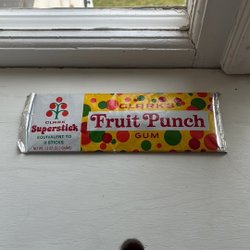 CLARK
Superstick
EQUIVALENT TO
5 STICKS
CLARK'S
Fruit Punch
GUM